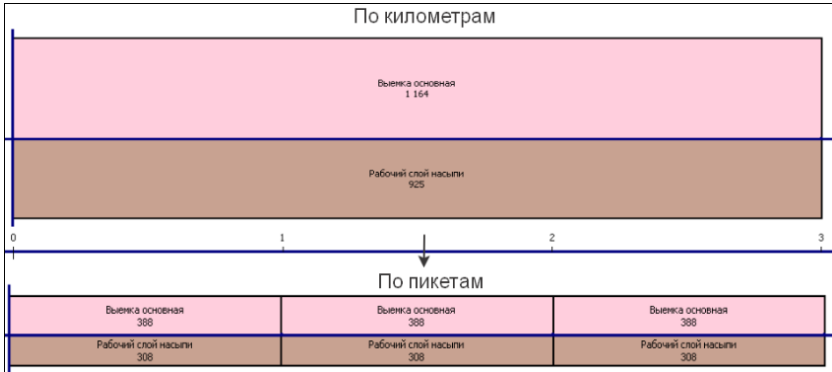 По километрам
Выемка основная
1 164
Рабочий слой насыпи
925
0 1 2 3
По пикетам
Выемка основная Выемка основная Выемка основная
388 388 388
Рабочий слой насыпи Рабочий слой насыпи Рабочий слой насыпи
308 308 308